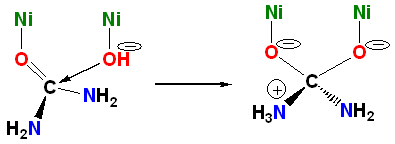 Ni Ni Ni Ni
O OH − O − O −
C C
NH2 +
H2N H3N NH2